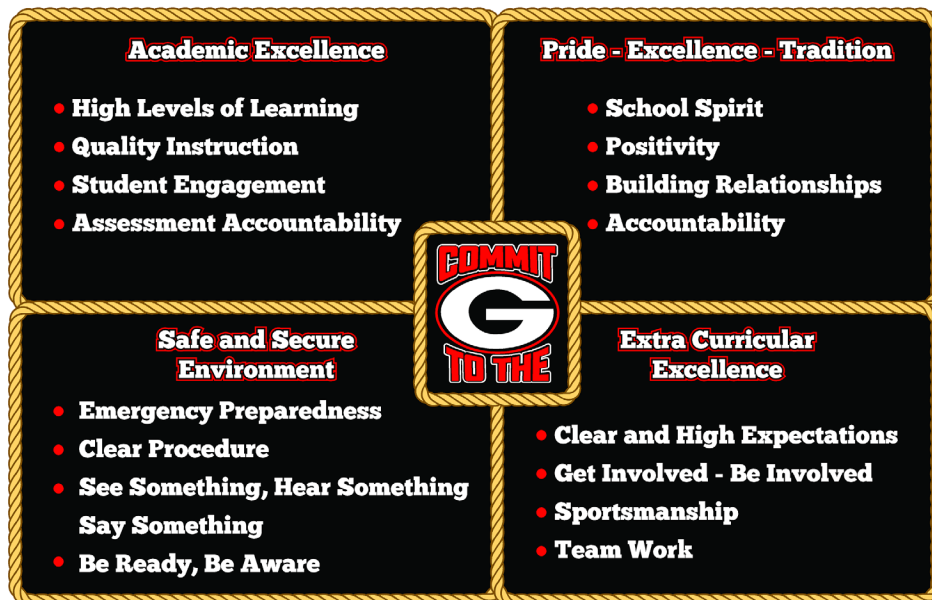 Academic Excellence
High Levels of Learning
Quality Instruction
Student Engagement
Assessment Accountability
Pride - Excellence - Tradition
School Spirit
Positivity
Building Relationships
Accountability
COMMIT
G
TO THE
Safe and Secure
Environment
Emergency Preparedness
Clear Procedure
See Something, Hear Something
Say Something
Be Ready, Be Aware
Extra Curricular
Excellence
Clear and High Expectations
Get Involved - Be Involved
Sportsmanship
Team Work